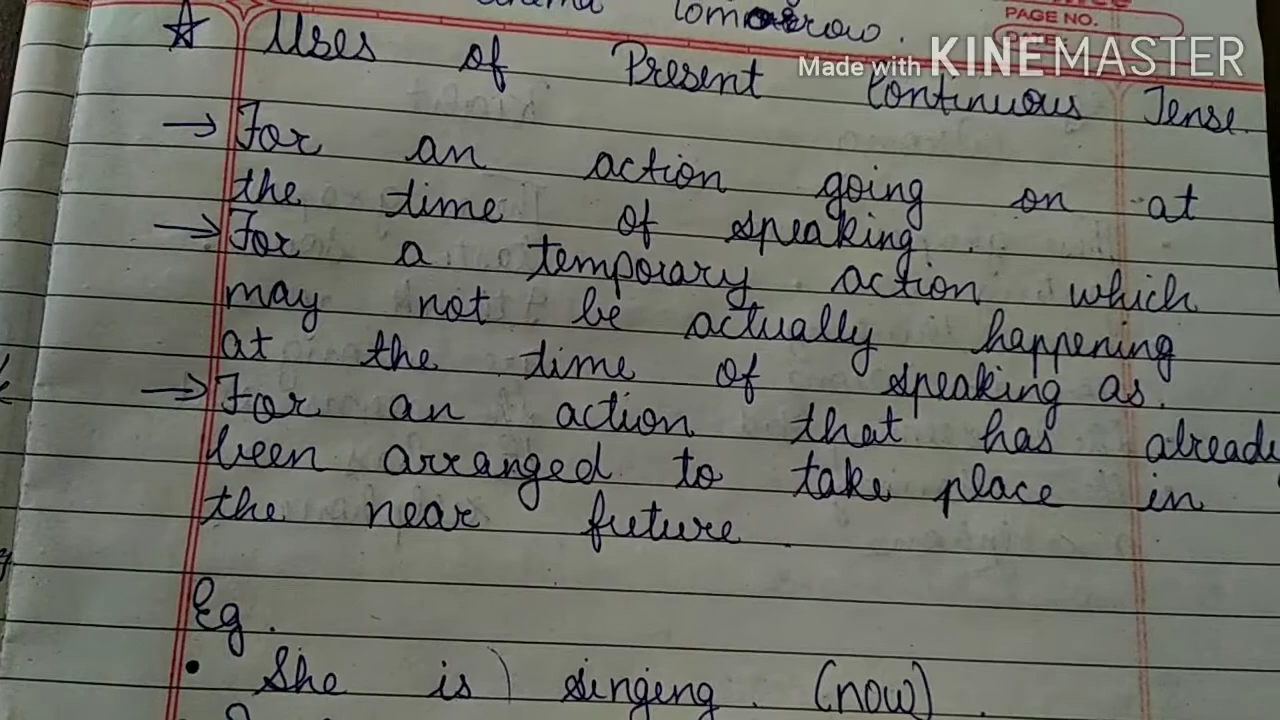 tomorrow.
PAGE NO.
Made with KINEMASTER
☆ Uses of Present Continuous Tense
→ For an action going on at
the time of speaking.
→ For a temporary action which
may not be actually happening
at the time of speaking as.
→ For an action that has already
been arranged to take place in
the near future.
Eg.
• She is singing. (now).